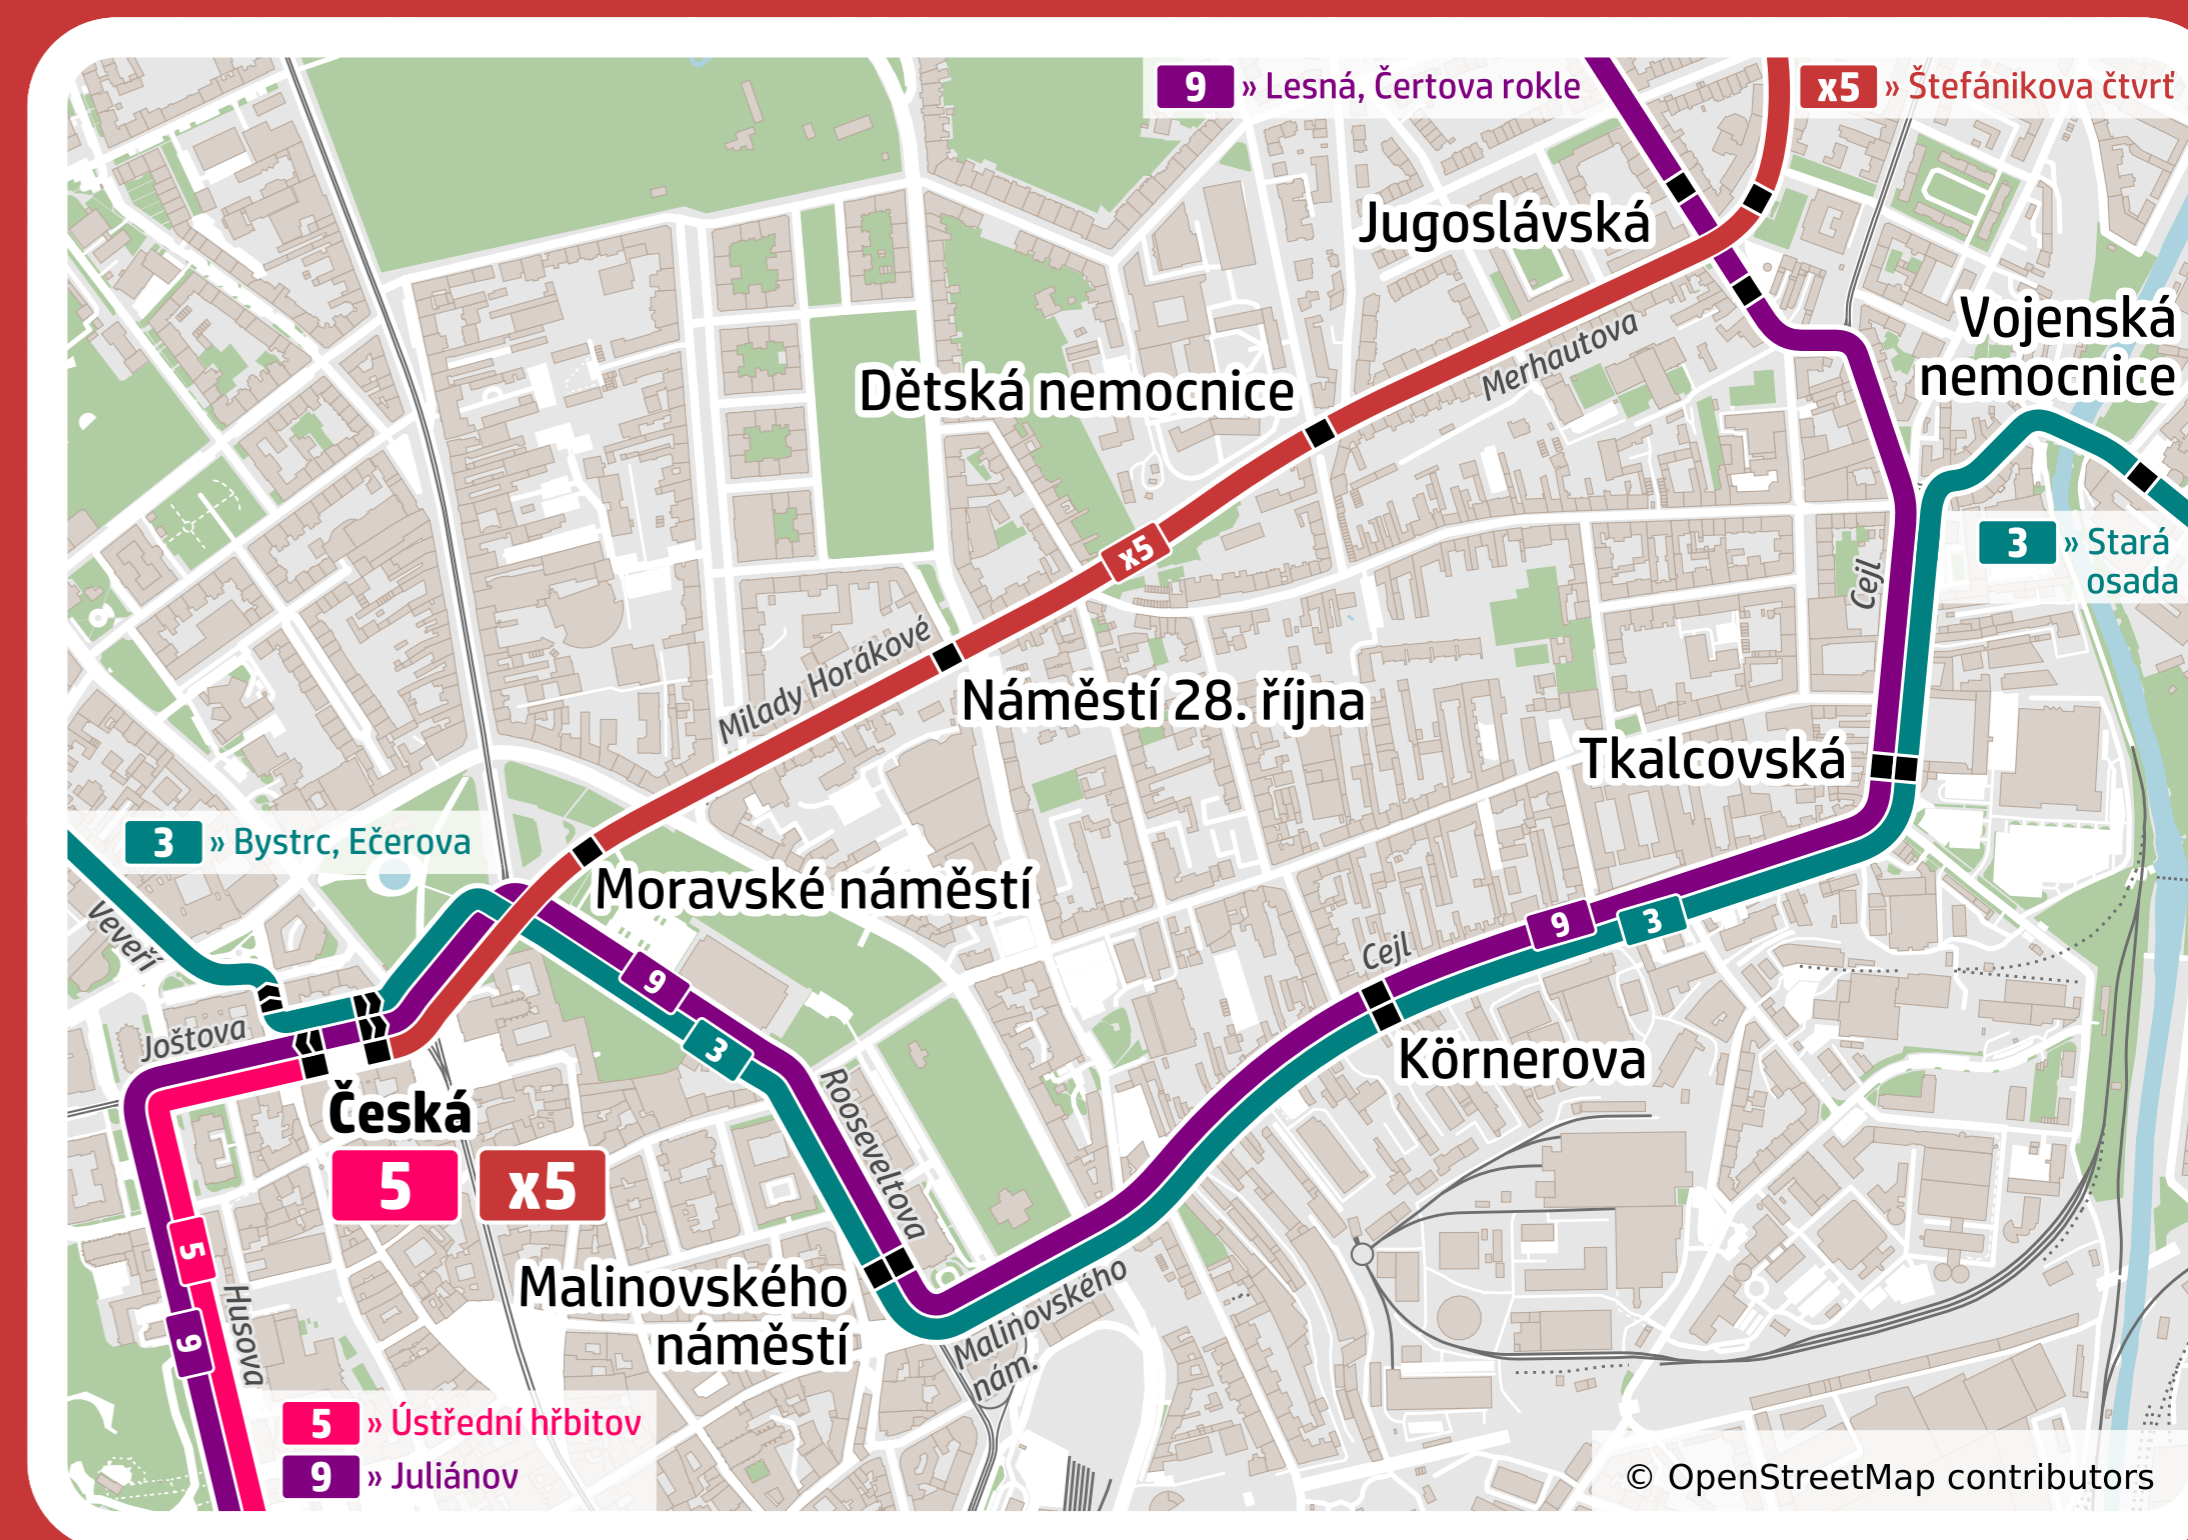 9 » Lesná, Čertova rokle
x5 » Štefánikova čtvrť
Jugoslávská
Vojenská
nemocnice
Merhautova
Dětská nemocnice
3 » Stará
osada
x5
Cejl
Milady Horákové
Náměstí 28. října
Tkalcovská
3 » Bystrc, Ečerova
Moravské náměstí
Veveří
9
3
Cejl
9
3
Joštova
Körnerova
Česká
5 x5
Rooseveltova
5
9
Husova
Malinovského
náměstí
Malinovského
nám.
5 » Ústřední hřbitov
9 » Juliánov
© OpenStreetMap contributors